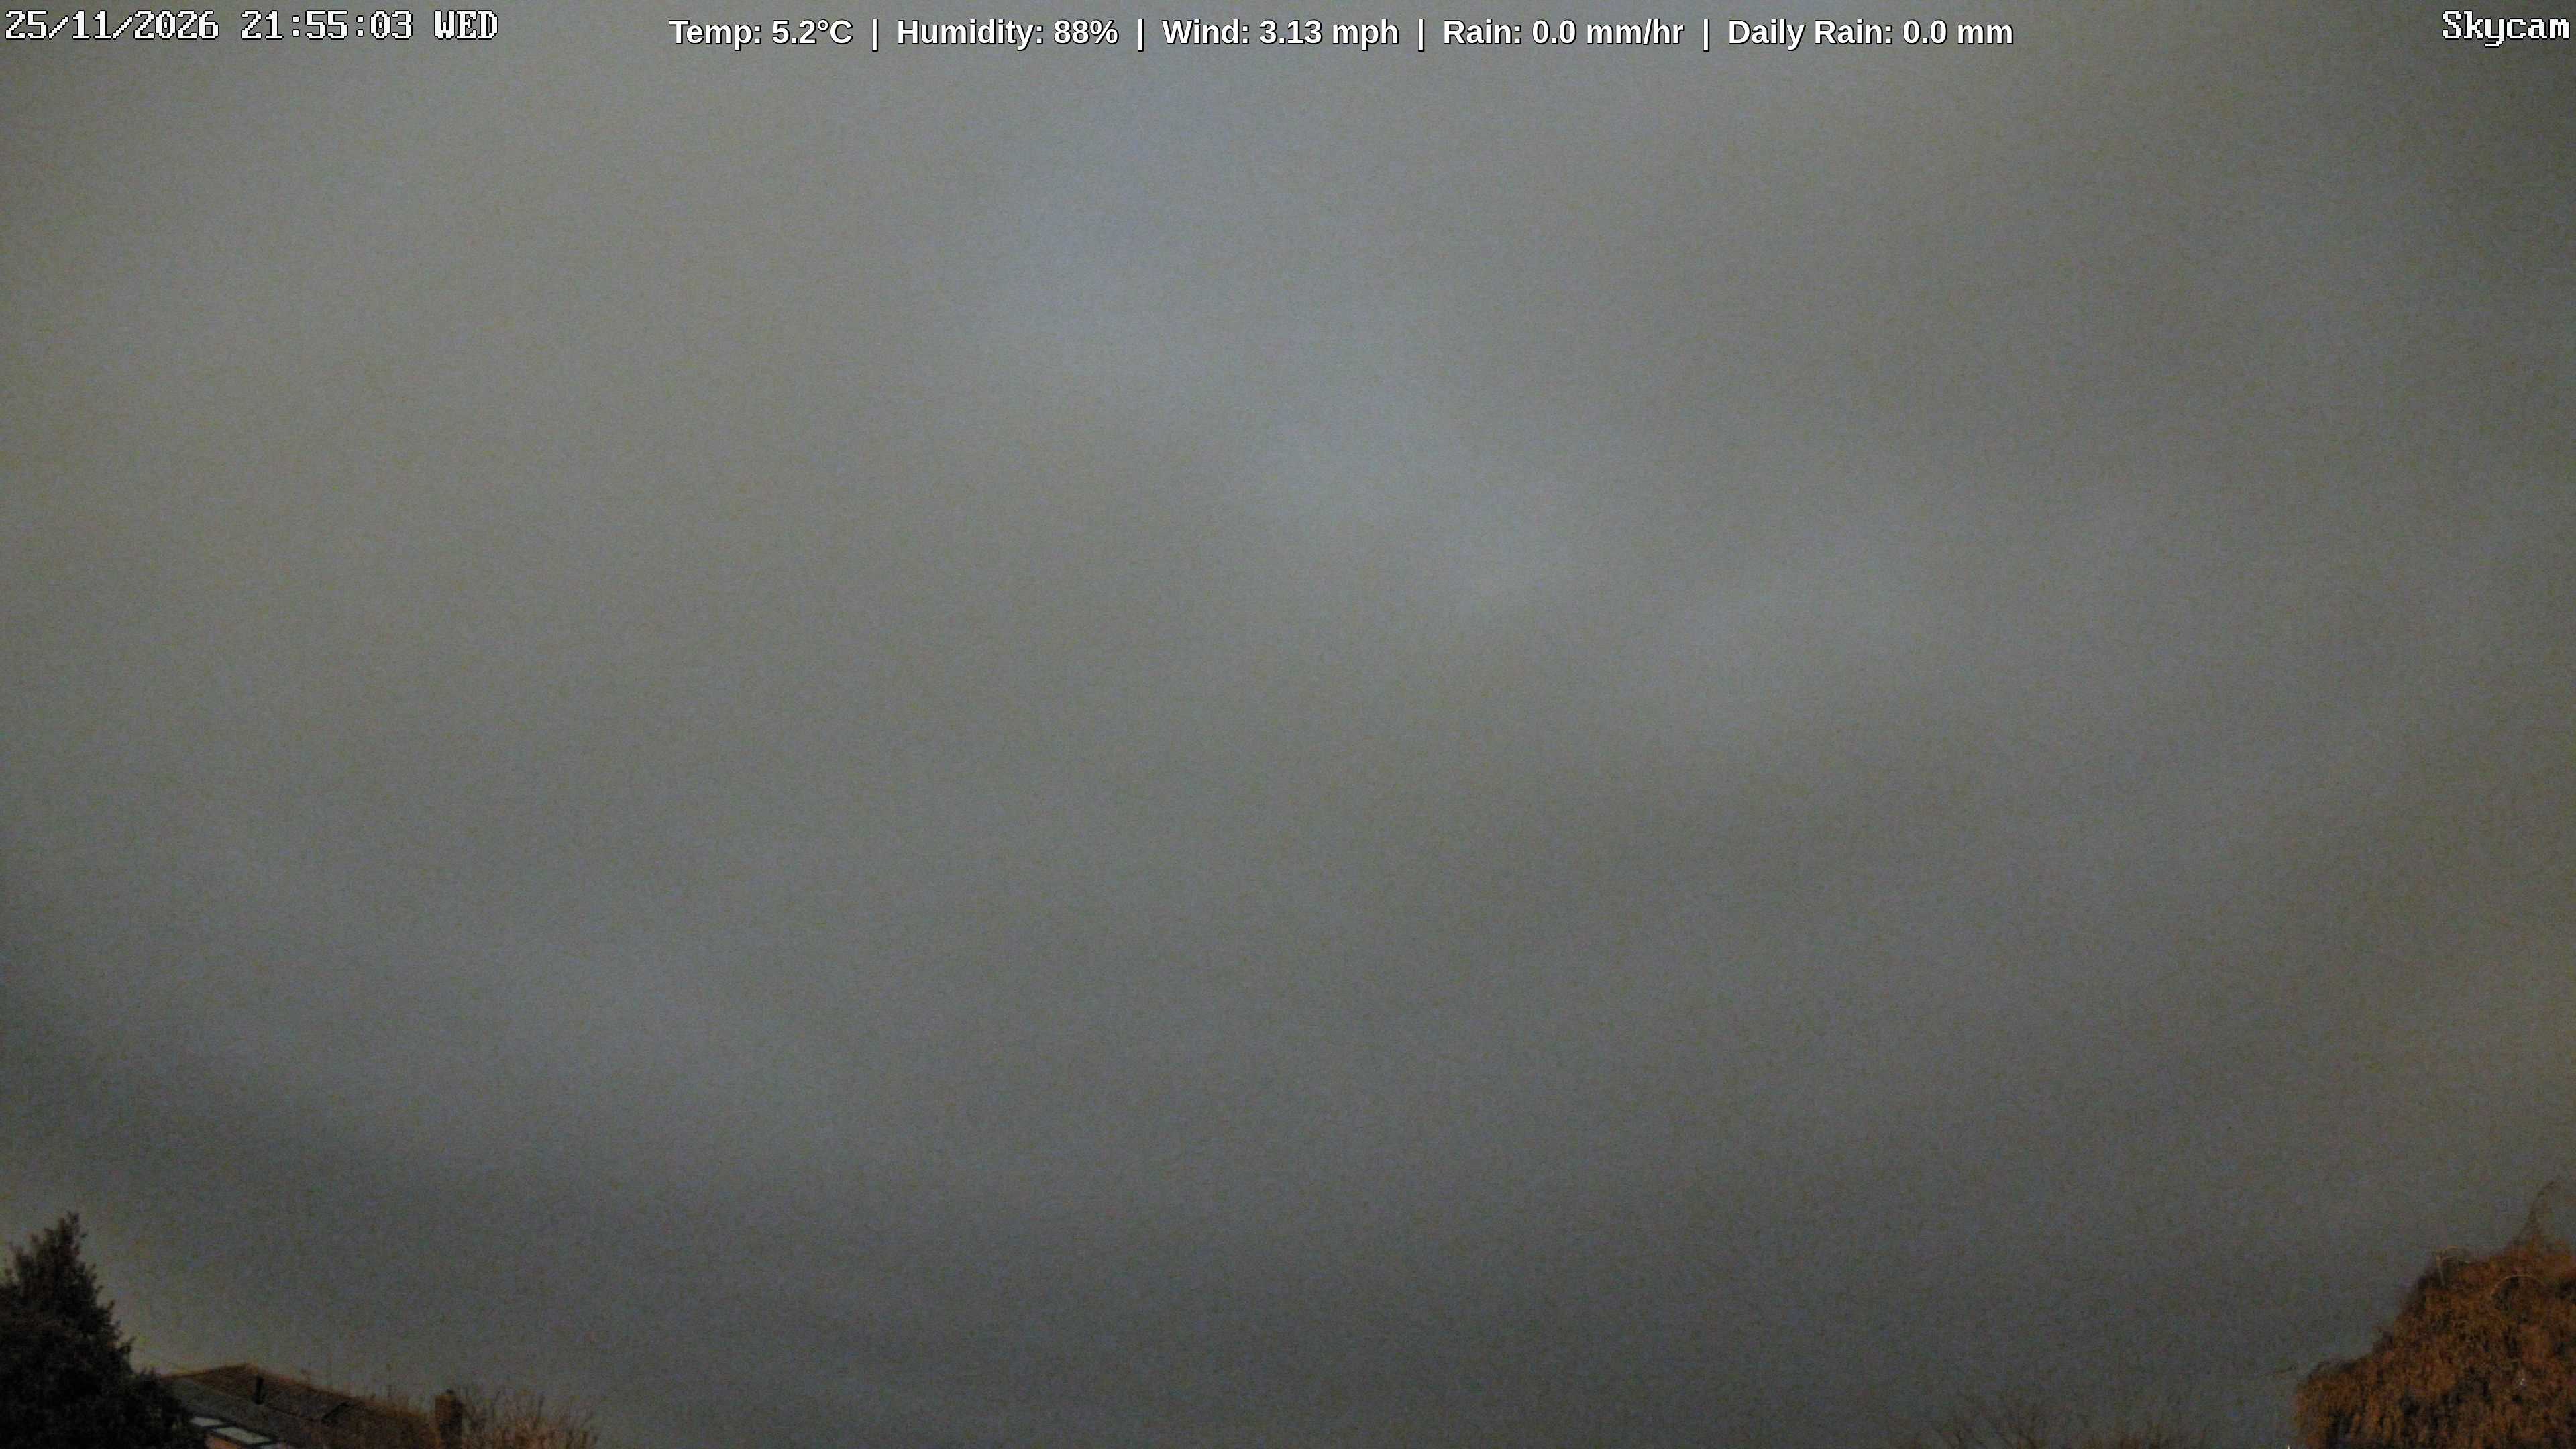 25/11/2026 21:55:03 WED
Temp: 5.2°C | Humidity: 88% | Wind: 3.13 mph | Rain: 0.0 mm/hr | Daily Rain: 0.0 mm
Skycam